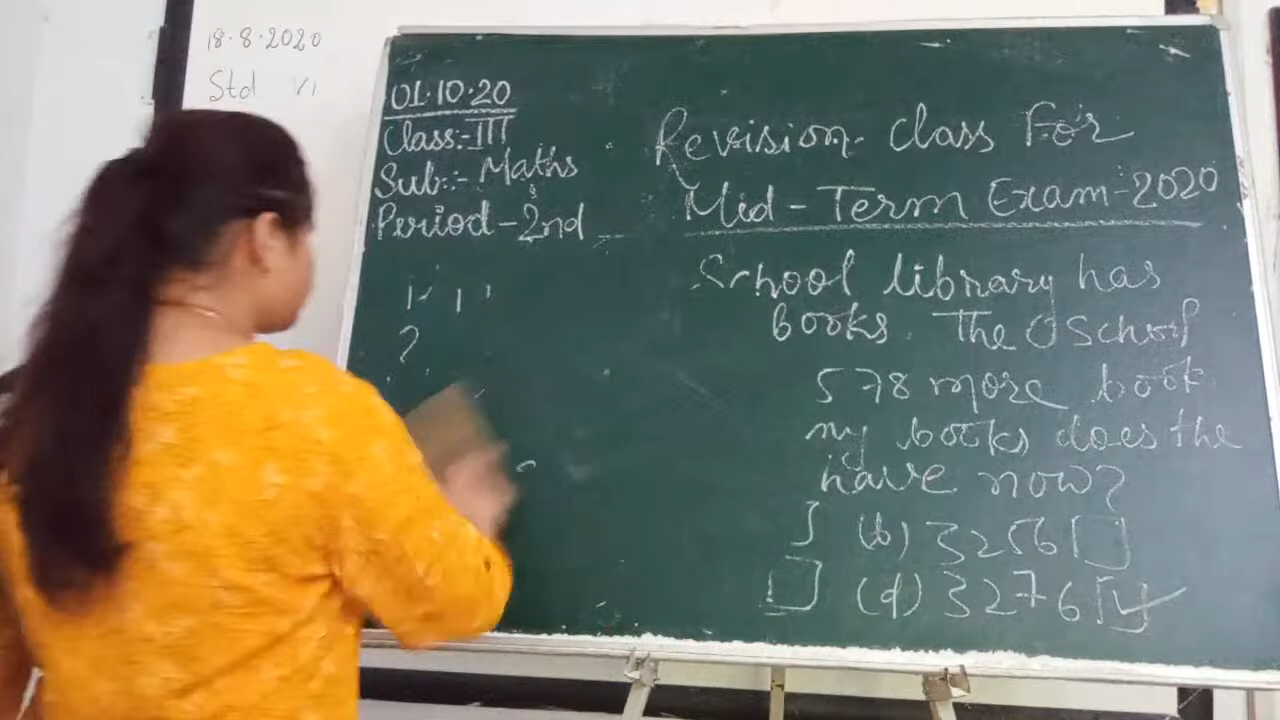 18.8.2020
Std VI
01.10.20
Class:-III
Sub:- Maths
Period-2nd
Revision Class For
Mid-Term Exam-2020
School library has
books. The School
578 more book
ny books does the
have now?
(b) 3256
(d) 3276